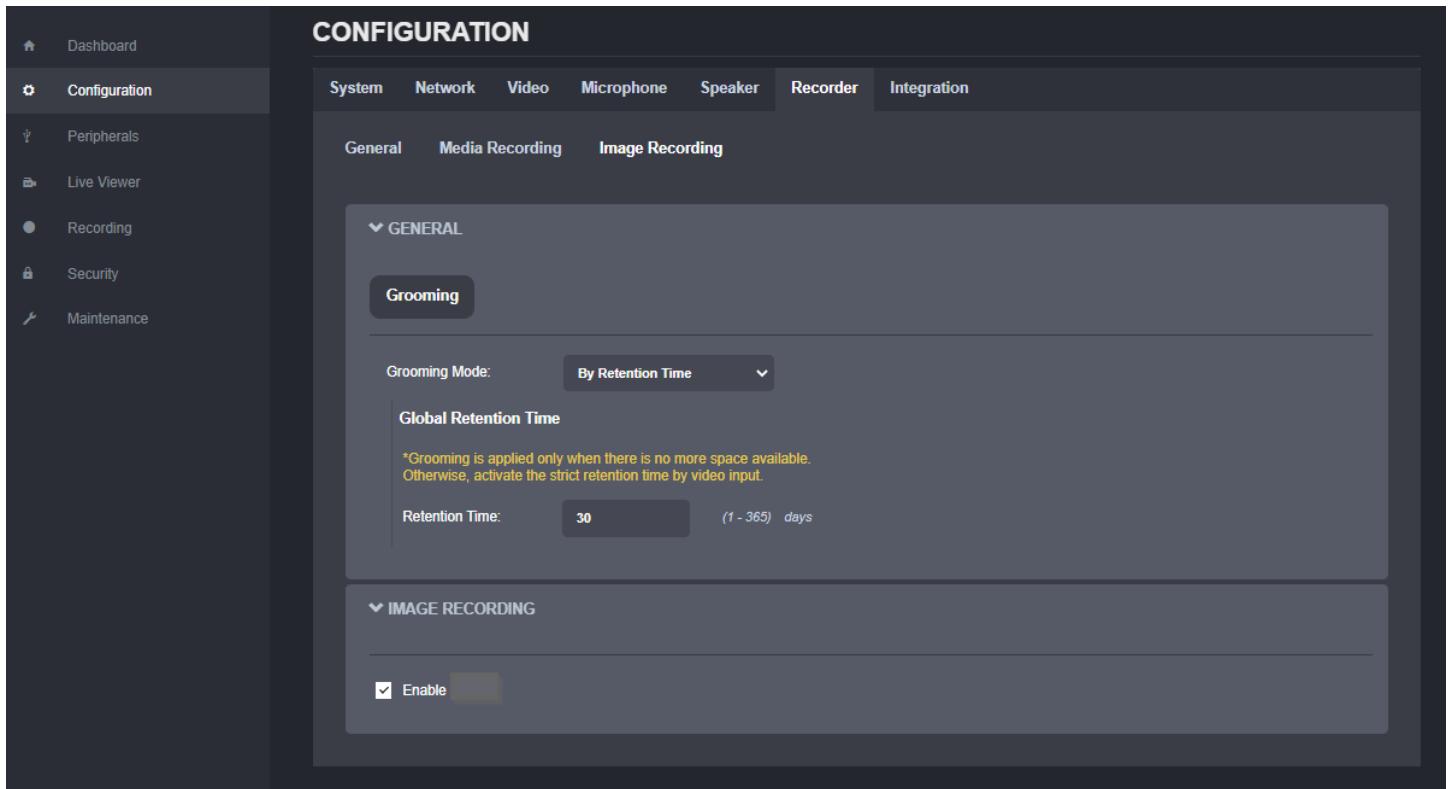 CONFIGURATION
Dashboard
Configuration
Peripherals
Live Viewer
Recording
Security
Maintenance
System Network Video Microphone Speaker Recorder Integration
General Media Recording Image Recording
GENERAL
Grooming
Grooming Mode: By Retention Time
Global Retention Time
*Grooming is applied only when there is no more space available.
Otherwise, activate the strict retention time by video input.
Retention Time: 30 (1 - 365) days
IMAGE RECORDING
Enable